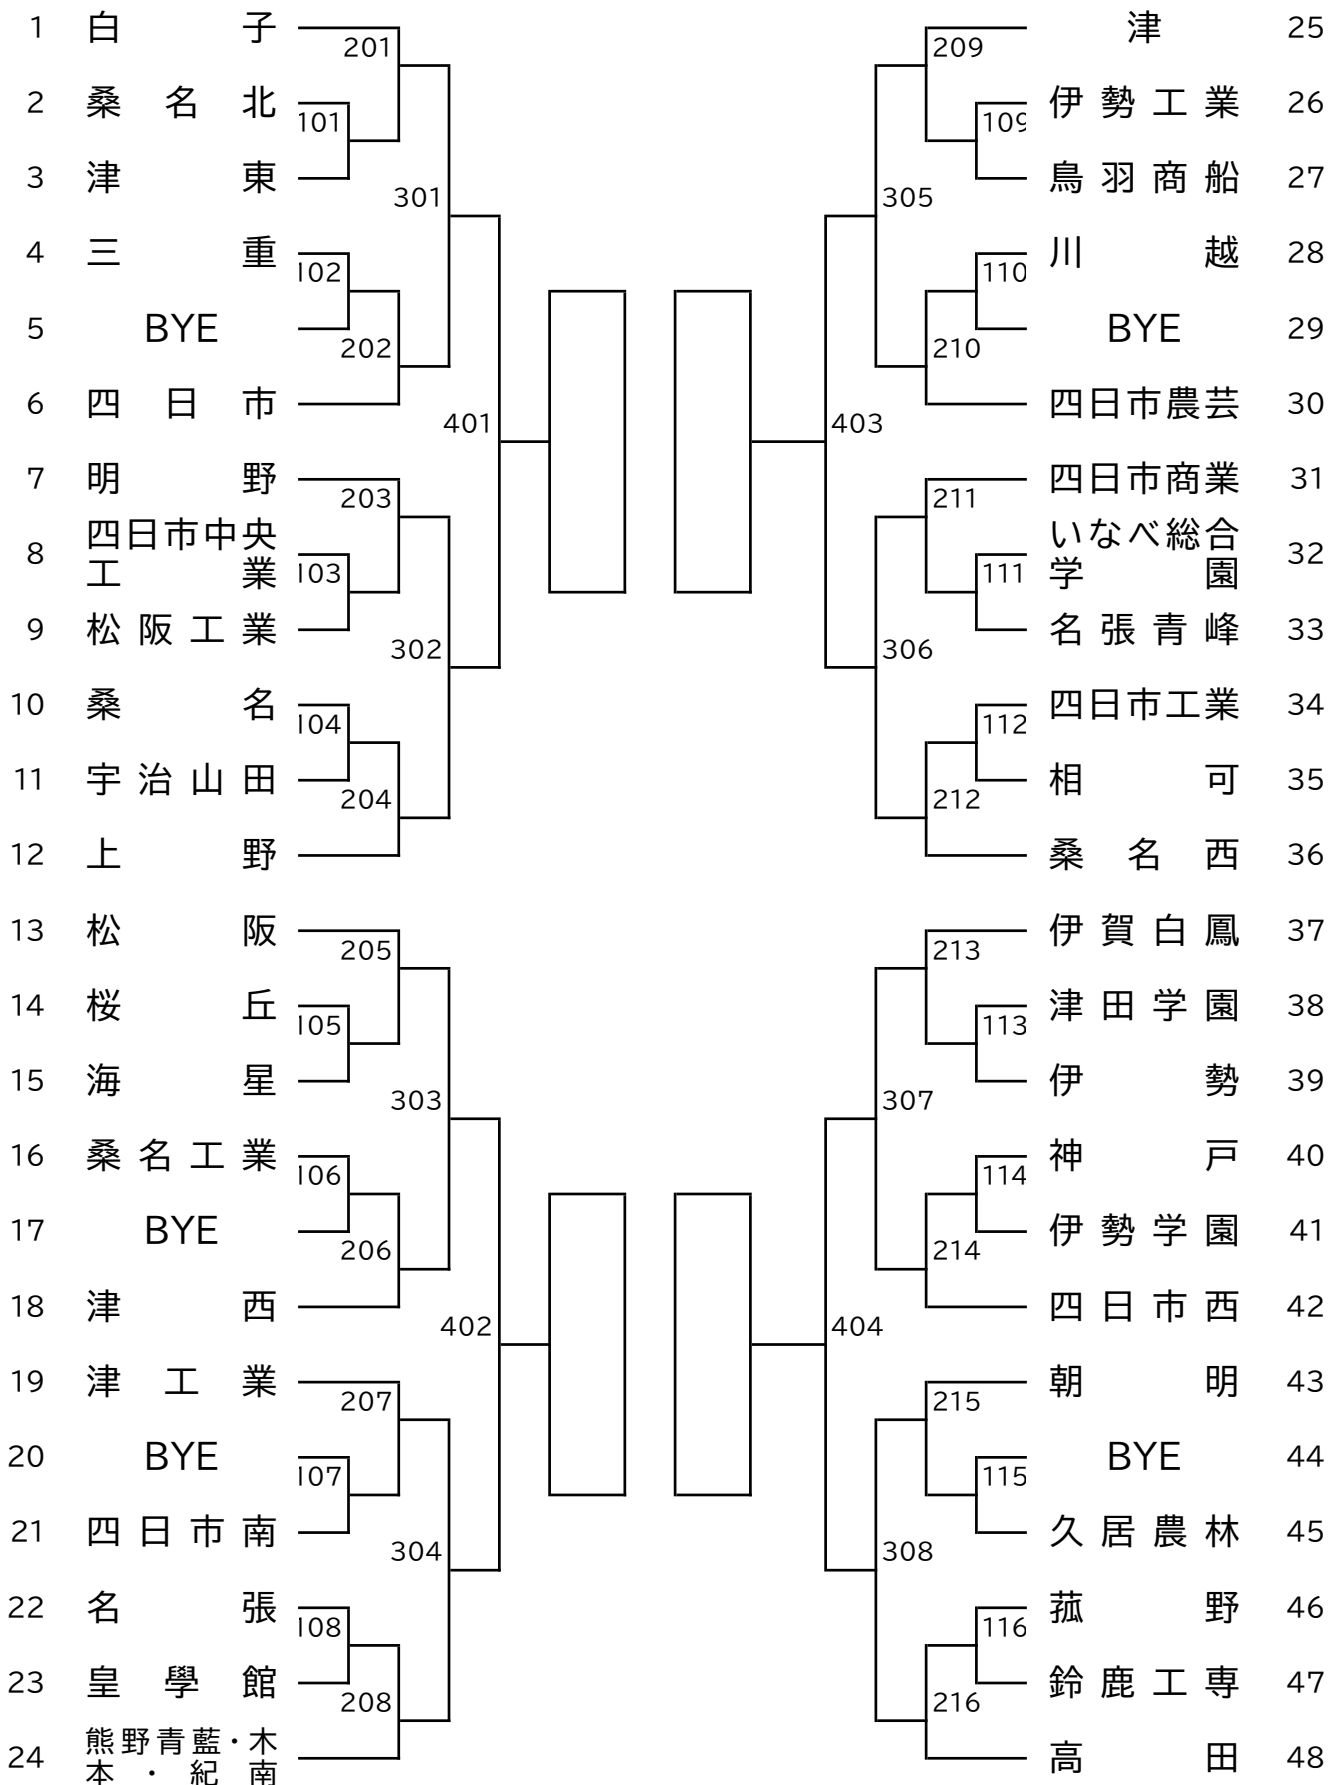 1 白子
201
2 桑名北
101
3 津東
301
4 三重
102
5 BYE
202
6 四日市
401
7 明野
203
8 四日市中央
工業
103
9 松阪工業
302
10 桑名
104
11 宇治山田
204
12 上野
13 松阪
205
14 桜丘
105
15 海星
303
16 桑名工業
106
17 BYE
206
18 津西
402
19 津工業
207
20 BYE
107
21 四日市南
304
22 名張
108
23 皇學館
208
24 熊野青藍・木
本・紀南
津 25
209
伊勢工業 26
109
鳥羽商船 27
305
川越 28
110
BYE 29
210
四日市農芸 30
403
四日市商業 31
211
いなべ総合
学園 32
111
名張青峰 33
306
四日市工業 34
112
相可 35
212
桑名西 36
伊賀白鳳 37
213
津田学園 38
113
伊勢 39
307
神戸 40
114
伊勢学園 41
214
四日市西 42
404
朝明 43
215
BYE 44
115
久居農林 45
308
菰野 46
116
鈴鹿工専 47
216
高田 48